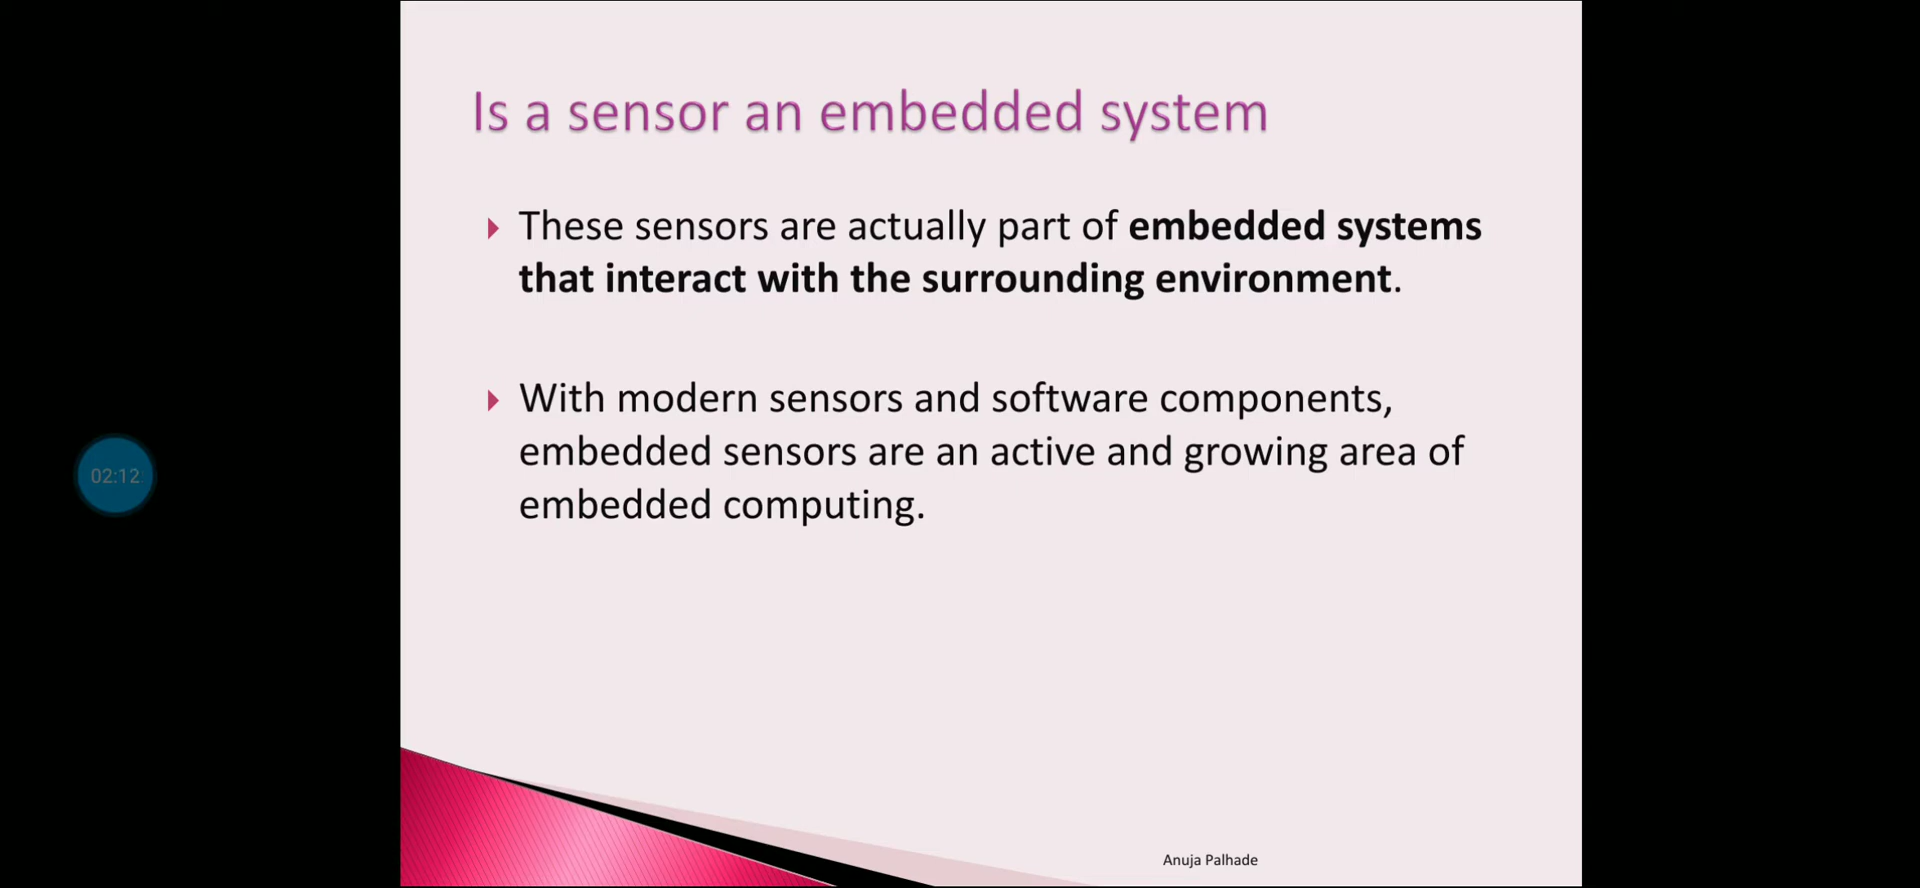 Is a sensor an embedded system
These sensors are actually part of embedded systems
that interact with the surrounding environment.
With modern sensors and software components,
embedded sensors are an active and growing area of
embedded computing.
02:12
Anuja Palhade